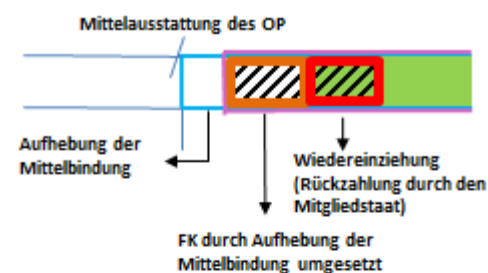 Mittelausstattung des OP
Aufhebung der
Mittelbindung
Wiedereinziehung
(Rückzahlung durch den
Mitgliedstaat)
FK durch Aufhebung der
Mittelbindung umgesetzt